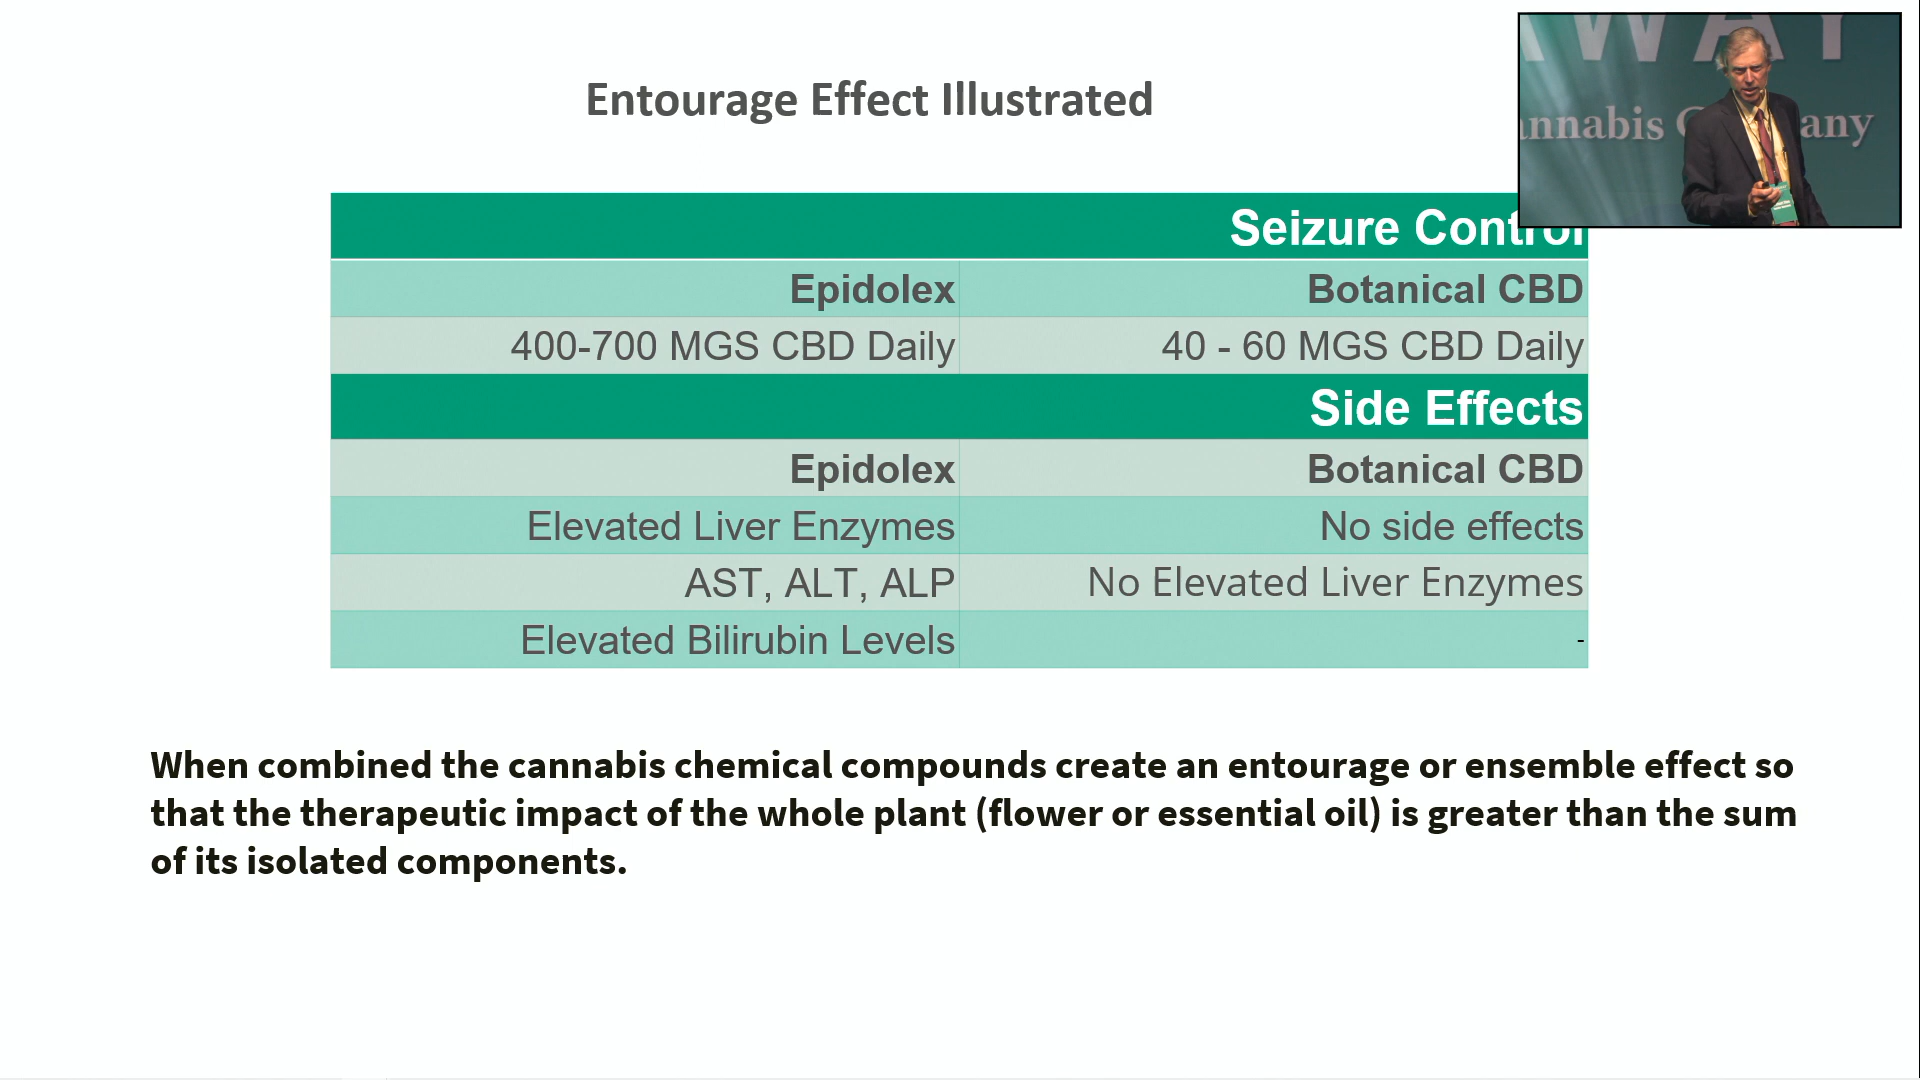 Entourage Effect Illustrated
AWAY
annabis
any
Seizure Control
Epidolex Botanical CBD
400-700 MGS CBD Daily 40 - 60 MGS CBD Daily
Side Effects
Epidolex Botanical CBD
Elevated Liver Enzymes No side effects
AST, ALT, ALP No Elevated Liver Enzymes
Elevated Bilirubin Levels -
When combined the cannabis chemical compounds create an entourage or ensemble effect so
that the therapeutic impact of the whole plant (flower or essential oil) is greater than the sum
of its isolated components.